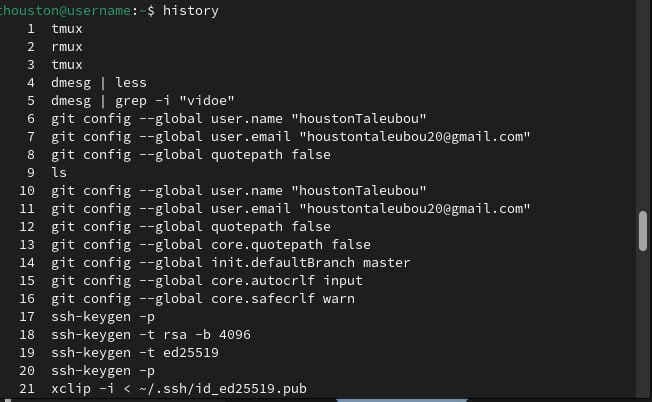 thouston@username:~$ history
1 tmux
2 rmux
3 tmux
4 dmesg | less
5 dmesg | grep -i "vidoe"
6 git config --global user.name "houstonTaleubou"
7 git config --global user.email "houstontaleubou20@gmail.com"
8 git config --global quotepath false
9 ls
10 git config --global user.name "houstonTaleubou"
11 git config --global user.email "houstontaleubou20@gmail.com"
12 git config --global quotepath false
13 git config --global core.quotepath false
14 git config --global init.defaultBranch master
15 git config --global core.autocrlf input
16 git config --global core.safecrlf warn
17 ssh-keygen -p
18 ssh-keygen -t rsa -b 4096
19 ssh-keygen -t ed25519
20 ssh-keygen -p
21 xclip -i < ~/.ssh/id_ed25519.pub